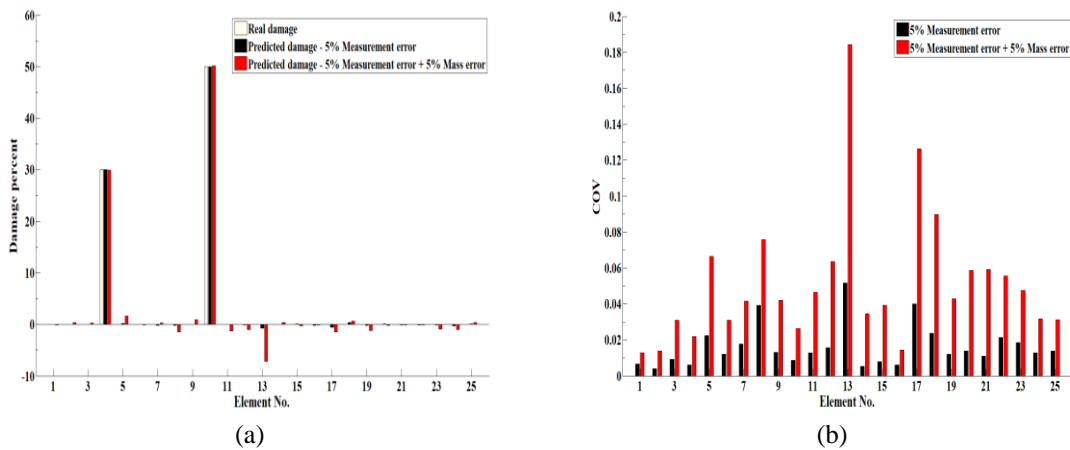 60
50
40
30
20
10
0
-10
Damage percent
Real damage
Predicted damage - 5% Measurement error
Predicted damage - 5% Measurement error + 5% Mass error
1 3 5 7 9 11 13 15 17 19 21 23 25
Element No.
(a)
0.2
0.18
0.16
0.14
0.12
0.1
0.08
0.06
0.04
0.02
0
COV
5% Measurement error
5% Measurement error + 5% Mass error
1 3 5 7 9 11 13 15 17 19 21 23 25
Element No.
(b)